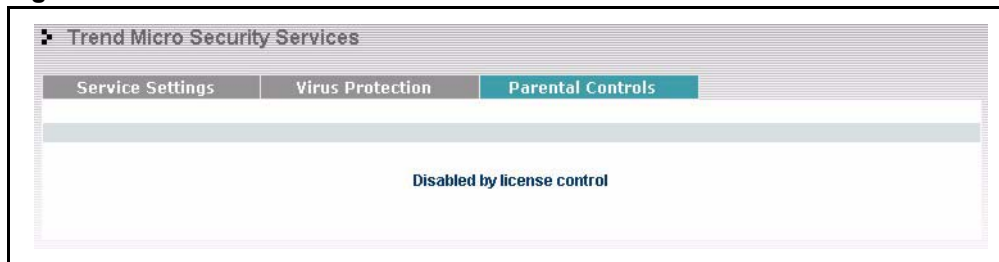 Trend Micro Security Services
Service Settings Virus Protection Parental Controls
Disabled by license control